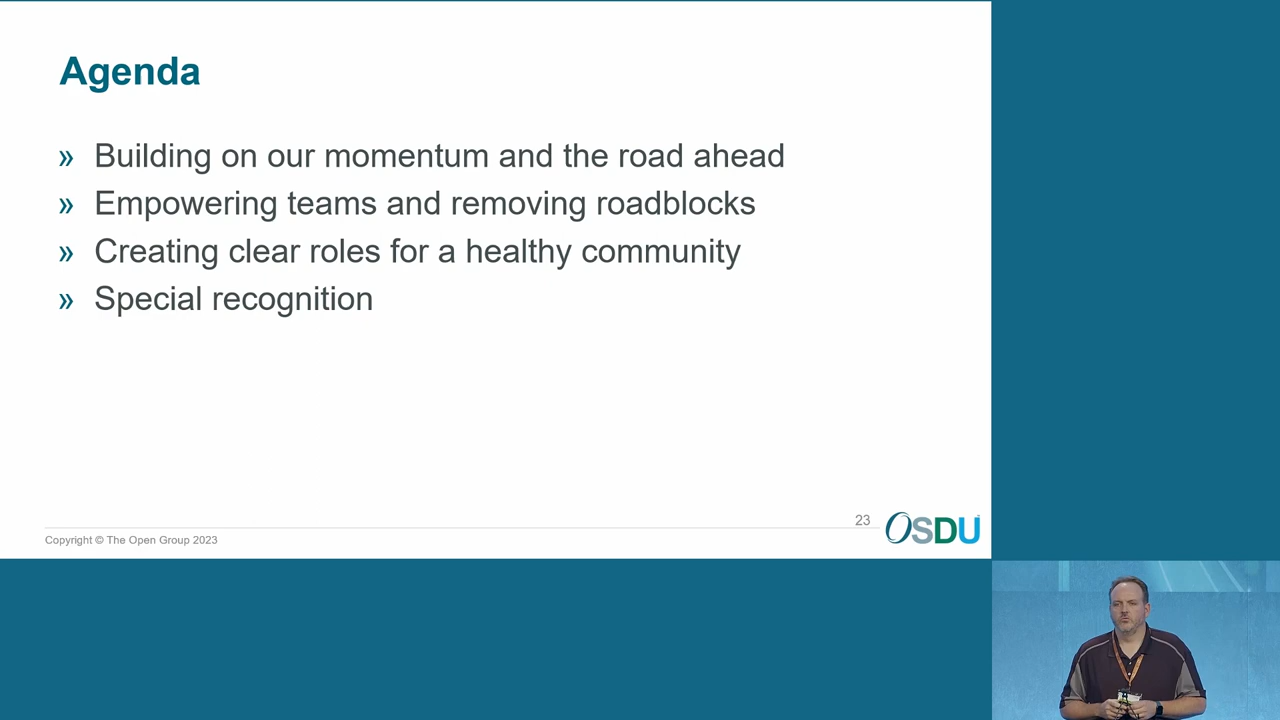 Agenda
» Building on our momentum and the road ahead
» Empowering teams and removing roadblocks
» Creating clear roles for a healthy community
» Special recognition
23
OSDU
Copyright © The Open Group 2023